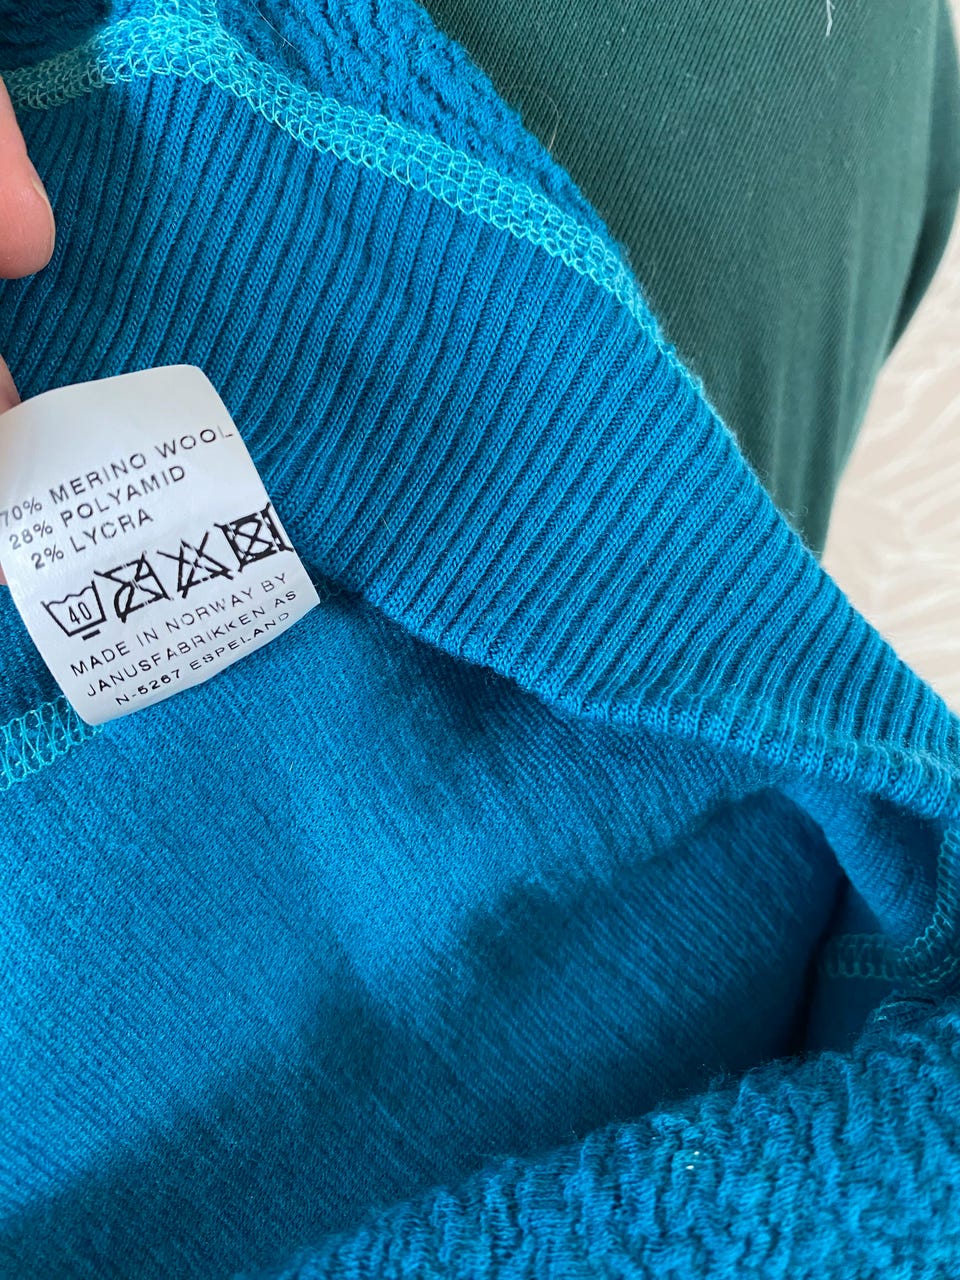 70% MERINO WOOL
28% POLYAMID
2% LYCRA
40
MADE IN NORWAY BY
JANUSFABRIKKEN AS
N-5267 ESPELAND